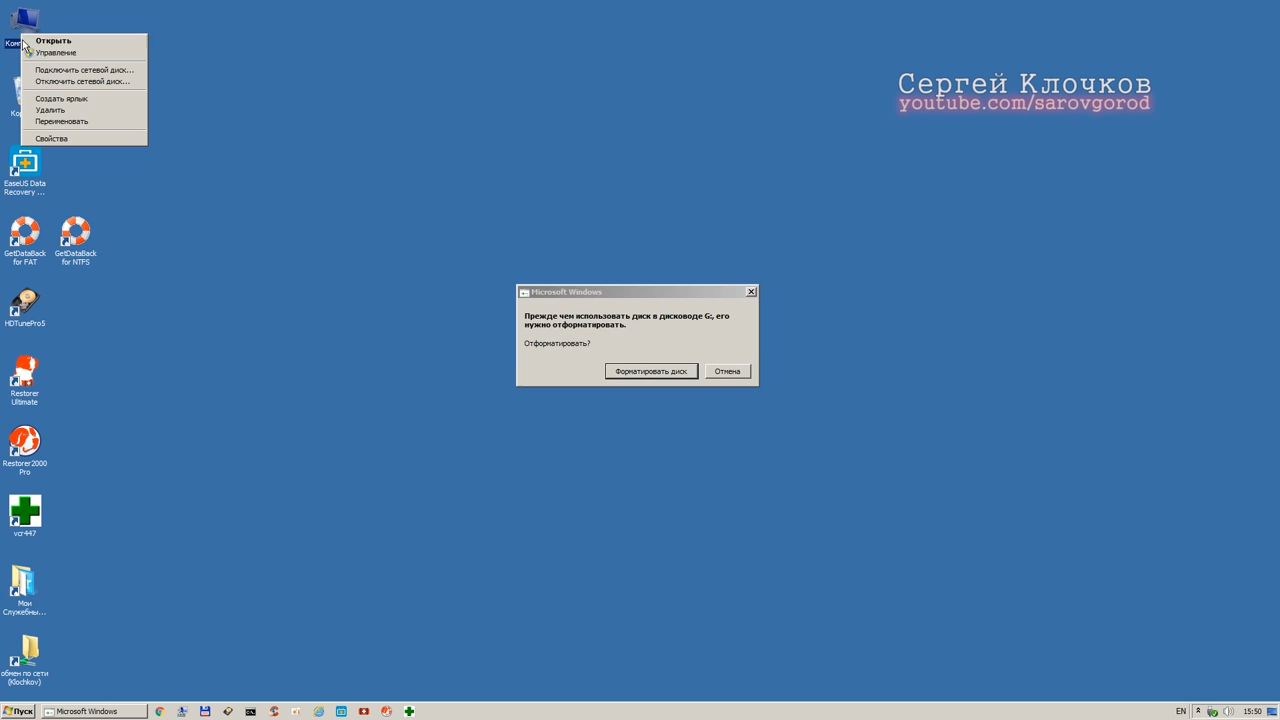 Открыть
Управление
Подключить сетевой диск...
Отключить сетевой диск...
Создать ярлык
Удалить
Переименовать
Свойства
Сергей Клочков
youtube.com/sarovgorod
EaseUS Data
Recovery ...
GetDataBack
for FAT
GetDataBack
for NTFS
HDTunePro5
Restorer
Ultimate
Restorer2000
Pro
vcr447
Мои
Служебны...
обмен по сети
(Klochkov)
Microsoft Windows
Прежде чем использовать диск в дисководе G:, его
нужно отформатировать.
Отформатировать?
Форматировать диск
Отмена
Пуск
Microsoft Windows
EN
15:50